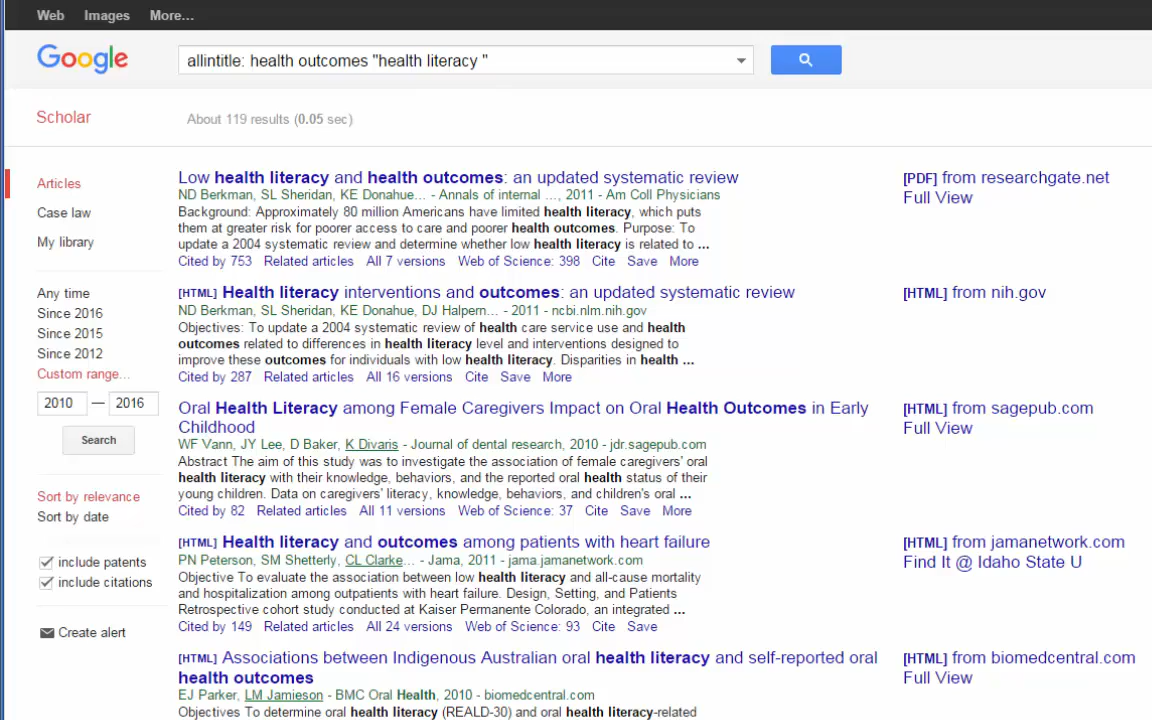 Web Images More...
Google
allintitle: health outcomes "health literacy "
Scholar
About 119 results (0.05 sec)
Articles
Case law
My library
Any time
Since 2016
Since 2015
Since 2012
Custom range...
2010 — 2016
Search
Sort by relevance
Sort by date
include patents
include citations
Create alert
Low health literacy and health outcomes: an updated systematic review
ND Berkman, SL Sheridan, KE Donahue... - Annals of internal ..., 2011 - Am Coll Physicians
Background: Approximately 80 million Americans have limited health literacy, which puts
them at greater risk for poorer access to care and poorer health outcomes. Purpose: To
update a 2004 systematic review and determine whether low health literacy is related to ...
Cited by 753 Related articles All 7 versions Web of Science: 398 Cite Save More
[PDF] from researchgate.net
Full View
[HTML] Health literacy interventions and outcomes: an updated systematic review
ND Berkman, SL Sheridan, KE Donahue, DJ Halpern... - 2011 - ncbi.nlm.nih.gov
Objectives: To update a 2004 systematic review of health care service use and health
outcomes related to differences in health literacy level and interventions designed to
improve these outcomes for individuals with low health literacy. Disparities in health ...
Cited by 287 Related articles All 16 versions Cite Save More
[HTML] from nih.gov
Oral Health Literacy among Female Caregivers Impact on Oral Health Outcomes in Early
Childhood
WF Vann, JY Lee, D Baker, K Divaris - Journal of dental research, 2010 - jdr.sagepub.com
Abstract The aim of this study was to investigate the association of female caregivers' oral
health literacy with their knowledge, behaviors, and the reported oral health status of their
young children. Data on caregivers' literacy, knowledge, behaviors, and children's oral ...
Cited by 82 Related articles All 11 versions Web of Science: 37 Cite Save More
[HTML] from sagepub.com
Full View
[HTML] Health literacy and outcomes among patients with heart failure
PN Peterson, SM Shetterly, CL Clarke... - Jama, 2011 - jama.jamanetwork.com
Objective To evaluate the association between low health literacy and all-cause mortality
and hospitalization among outpatients with heart failure. Design, Setting, and Patients
Retrospective cohort study conducted at Kaiser Permanente Colorado, an integrated ...
Cited by 149 Related articles All 24 versions Web of Science: 93 Cite Save
[HTML] from jamanetwork.com
Find It @ Idaho State U
[HTML] Associations between Indigenous Australian oral health literacy and self-reported oral
health outcomes
EJ Parker, LM Jamieson - BMC Oral Health, 2010 - biomedcentral.com
Objectives To determine oral health literacy (REALD-30) and oral health literacy-related
[HTML] from biomedcentral.com
Full View